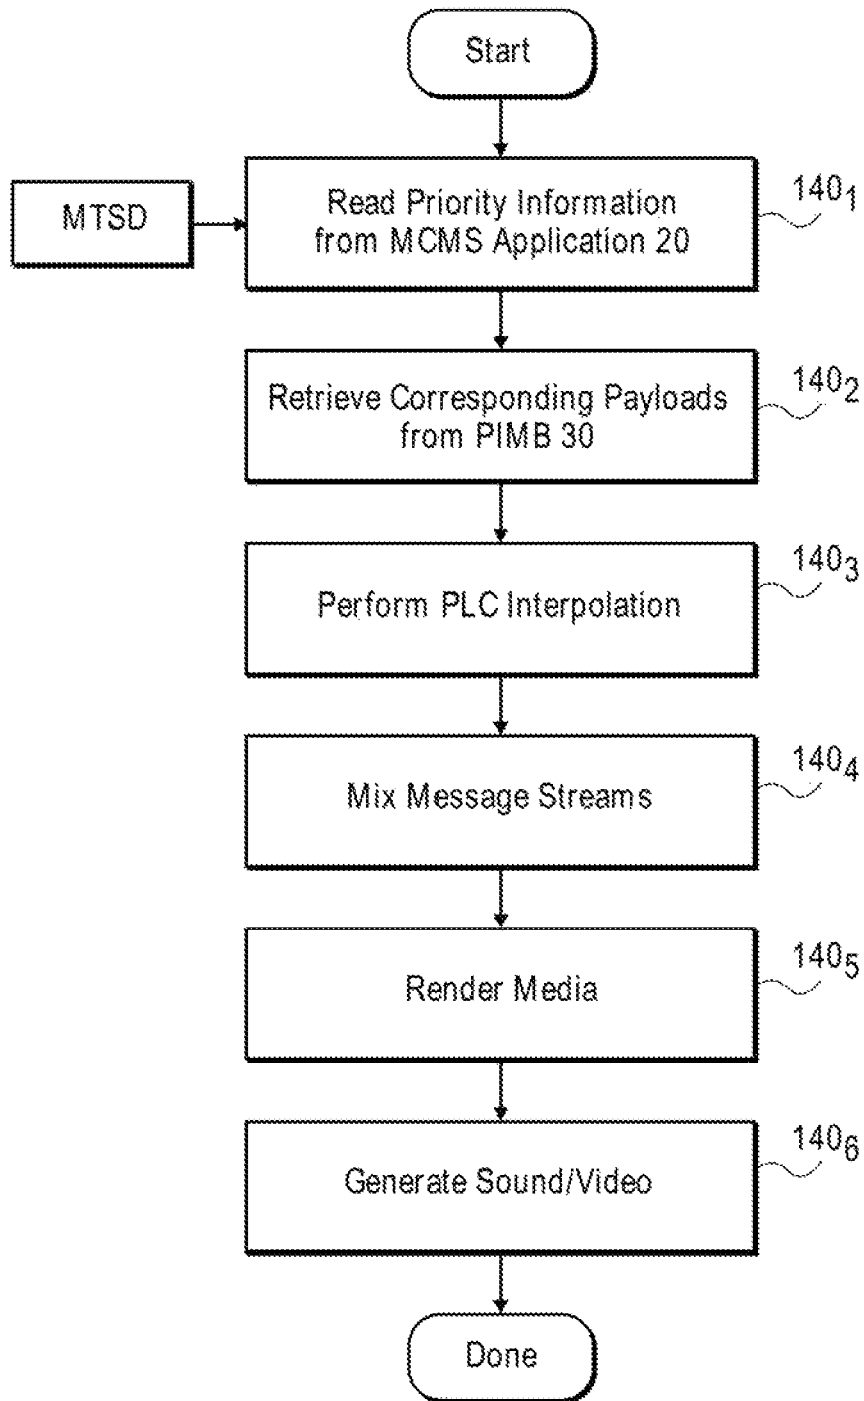 Start
MTSD
Read Priority Information
from MCMS Application 20
140₁
Retrieve Corresponding Payloads
from PIMB 30
140₂
Perform PLC Interpolation
140₃
Mix Message Streams
140₄
Render Media
140₅
Generate Sound/Video
140₆
Done